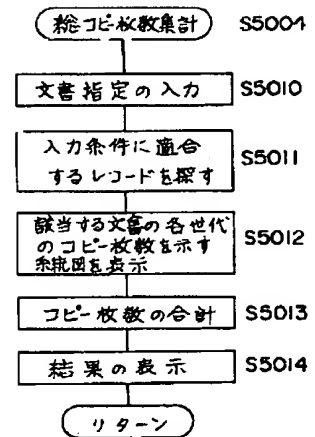 総コピー枚数集計 S5004
文書指定の入力 S5010
入力条件に適合
するレコードを探す S5011
該当する文書の各世代
のコピー枚数を示す S5012
系統図を表示
コピー枚数の合計 S5013
結果の表示 S5014
リターン